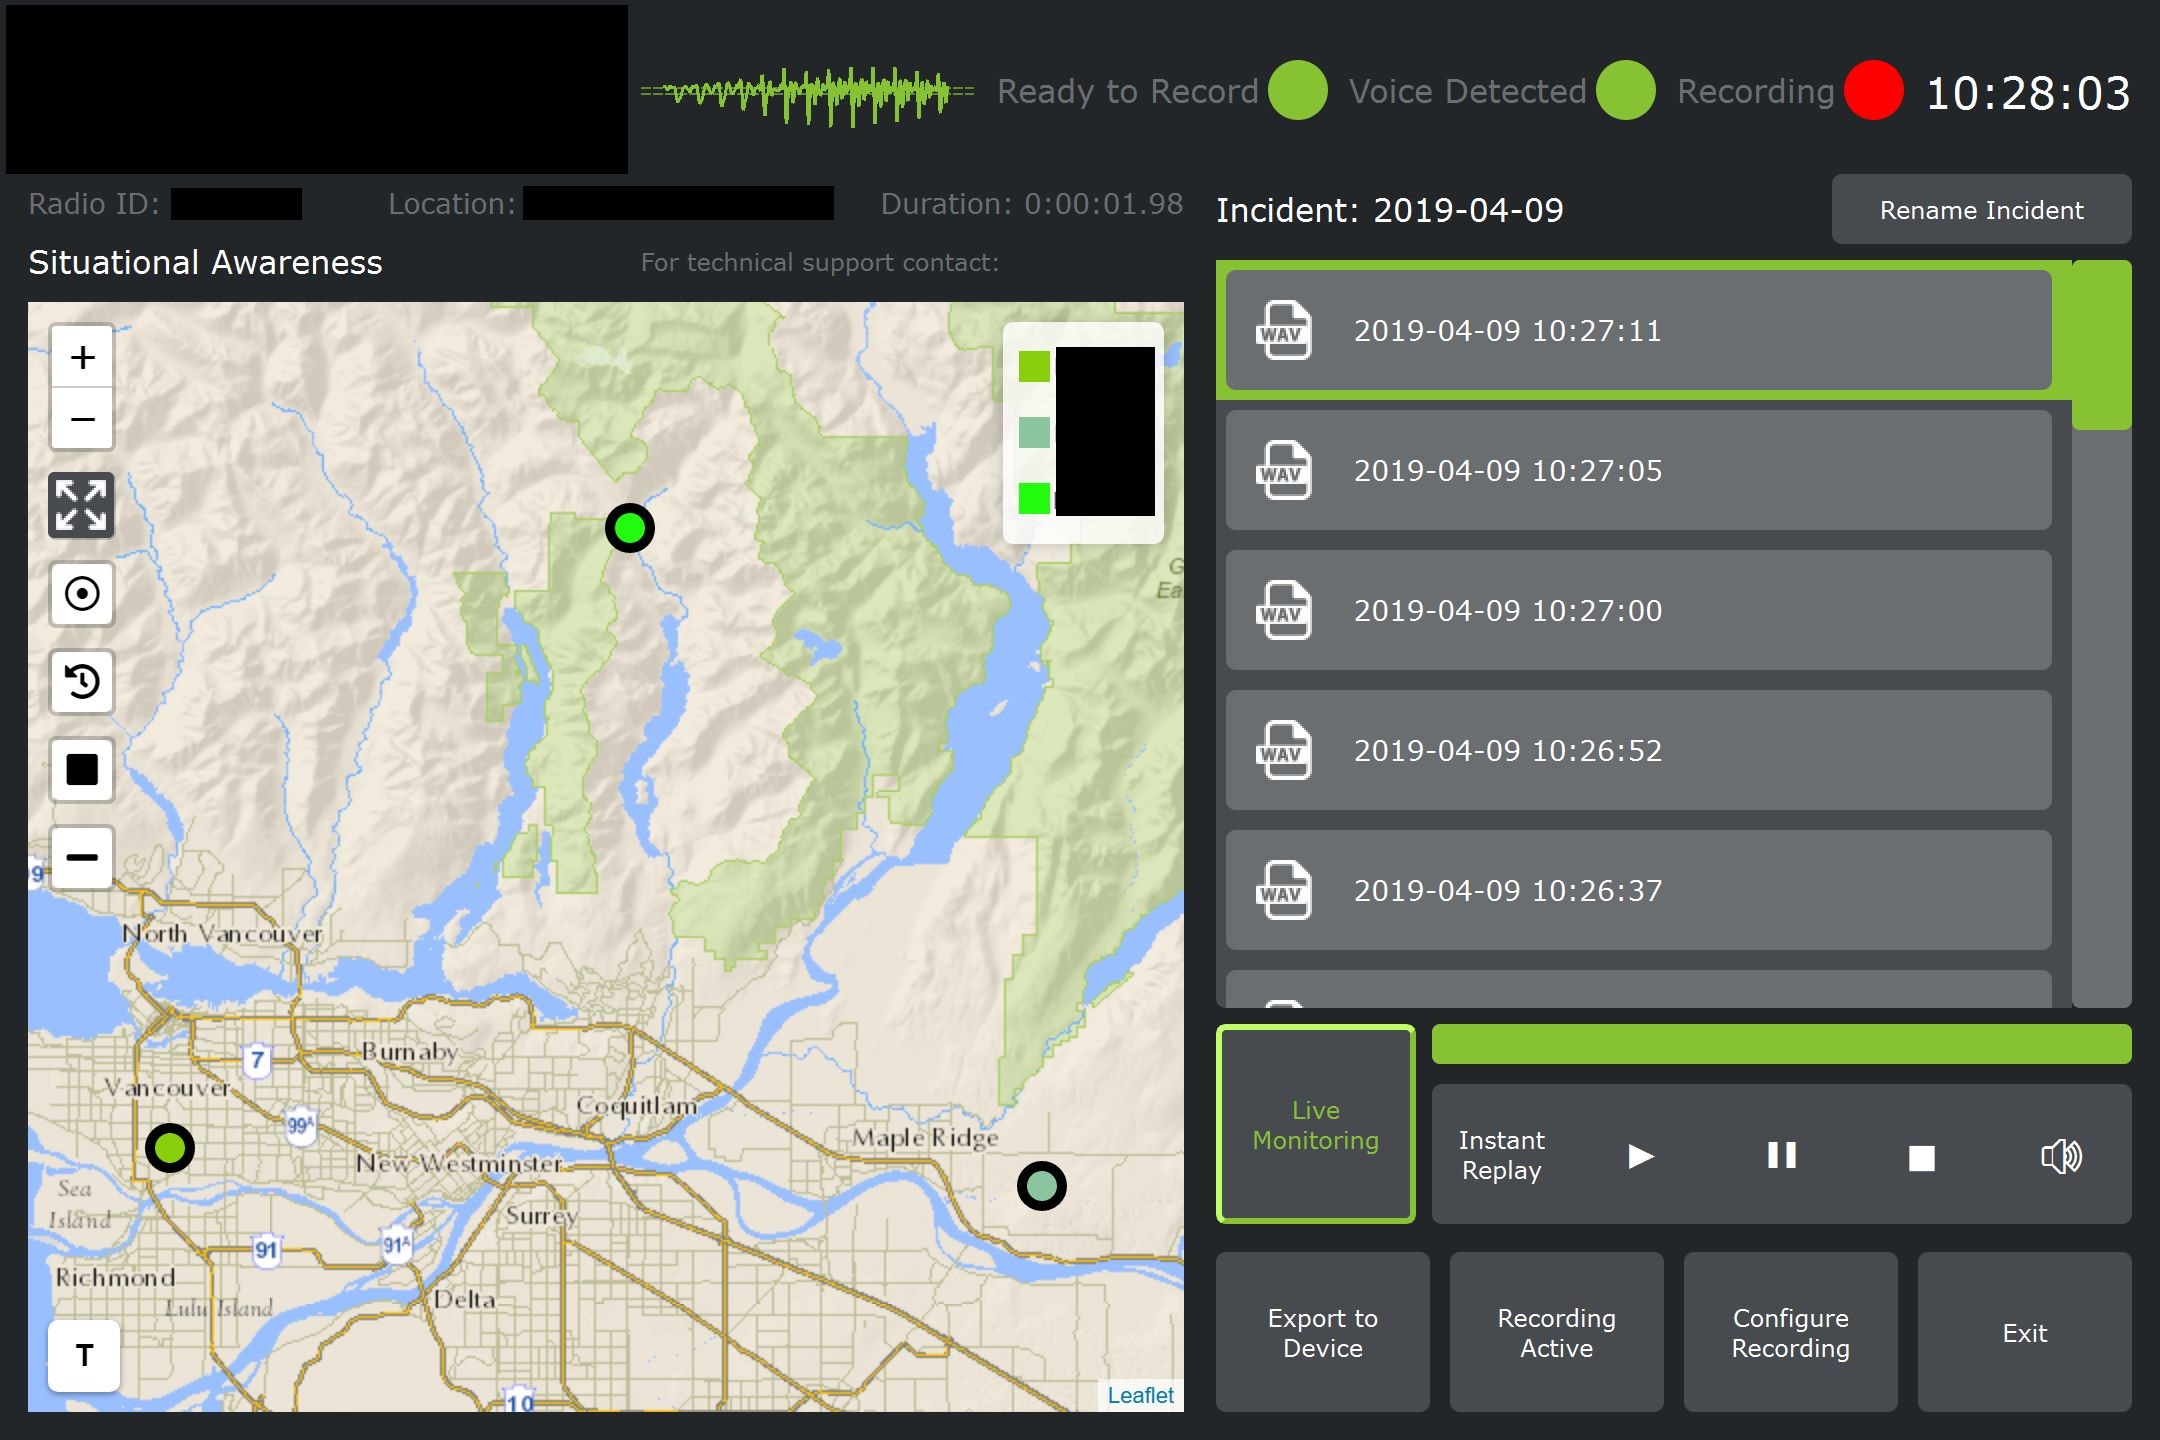 Ready to Record
Voice Detected
Recording
10:28:03
Radio ID:
Location:
Duration: 0:00:01.98
Incident: 2019-04-09
Rename Incident
Situational Awareness
For technical support contact:
+
−
2019-04-09 10:27:11
WAV
2019-04-09 10:27:05
WAV
2019-04-09 10:27:00
WAV
2019-04-09 10:26:52
WAV
2019-04-09 10:26:37
WAV
North Vancouver
Burnaby
7
Vancouver
99A
Coquitlam
Maple Ridge
New Westminster
Sea
Island
Surrey
91
91A
Richmond
Lulu Island
Delta
10
T
Leaflet
Live
Monitoring
Instant
Replay
Export to
Device
Recording
Active
Configure
Recording
Exit